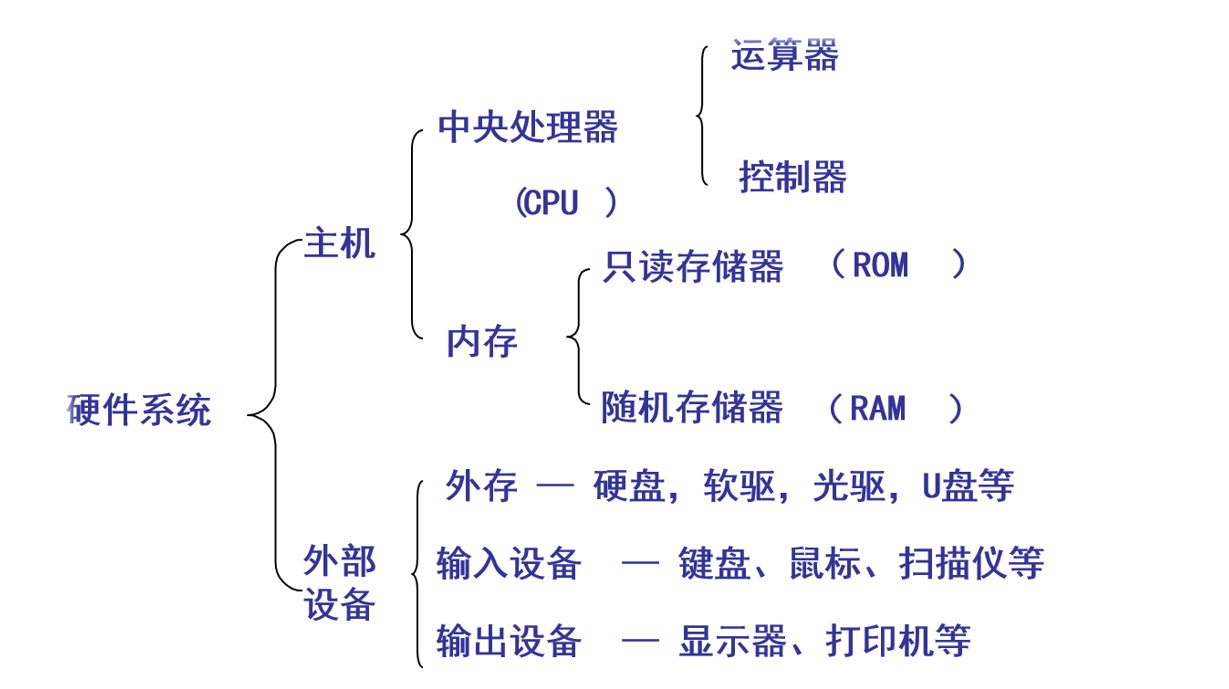 运算器
中央处理器
控制器
(CPU )
主机
只读存储器 （ROM ）
内存
随机存储器 （RAM ）
硬件系统
外存 — 硬盘，软驱，光驱，U盘等
外部
设备
输入设备 — 键盘、鼠标、扫描仪等
输出设备 — 显示器、打印机等